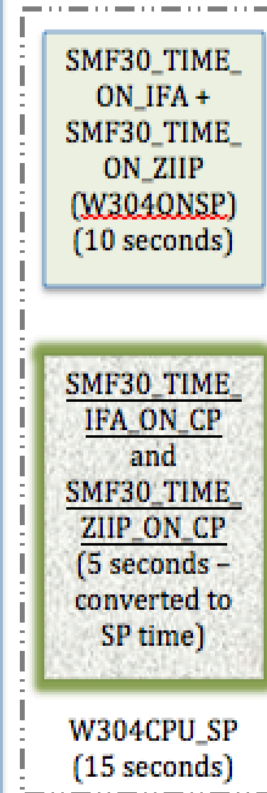 SMF30_TIME_
ON_IFA +
SMF30_TIME_
ON_ZIIP
(W304ONSP)
(10 seconds)
SMF30_TIME_
IFA_ON_CP
and
SMF30_TIME_
ZIIP_ON_CP
(5 seconds –
converted to
SP time)
W304CPU_SP
(15 seconds)